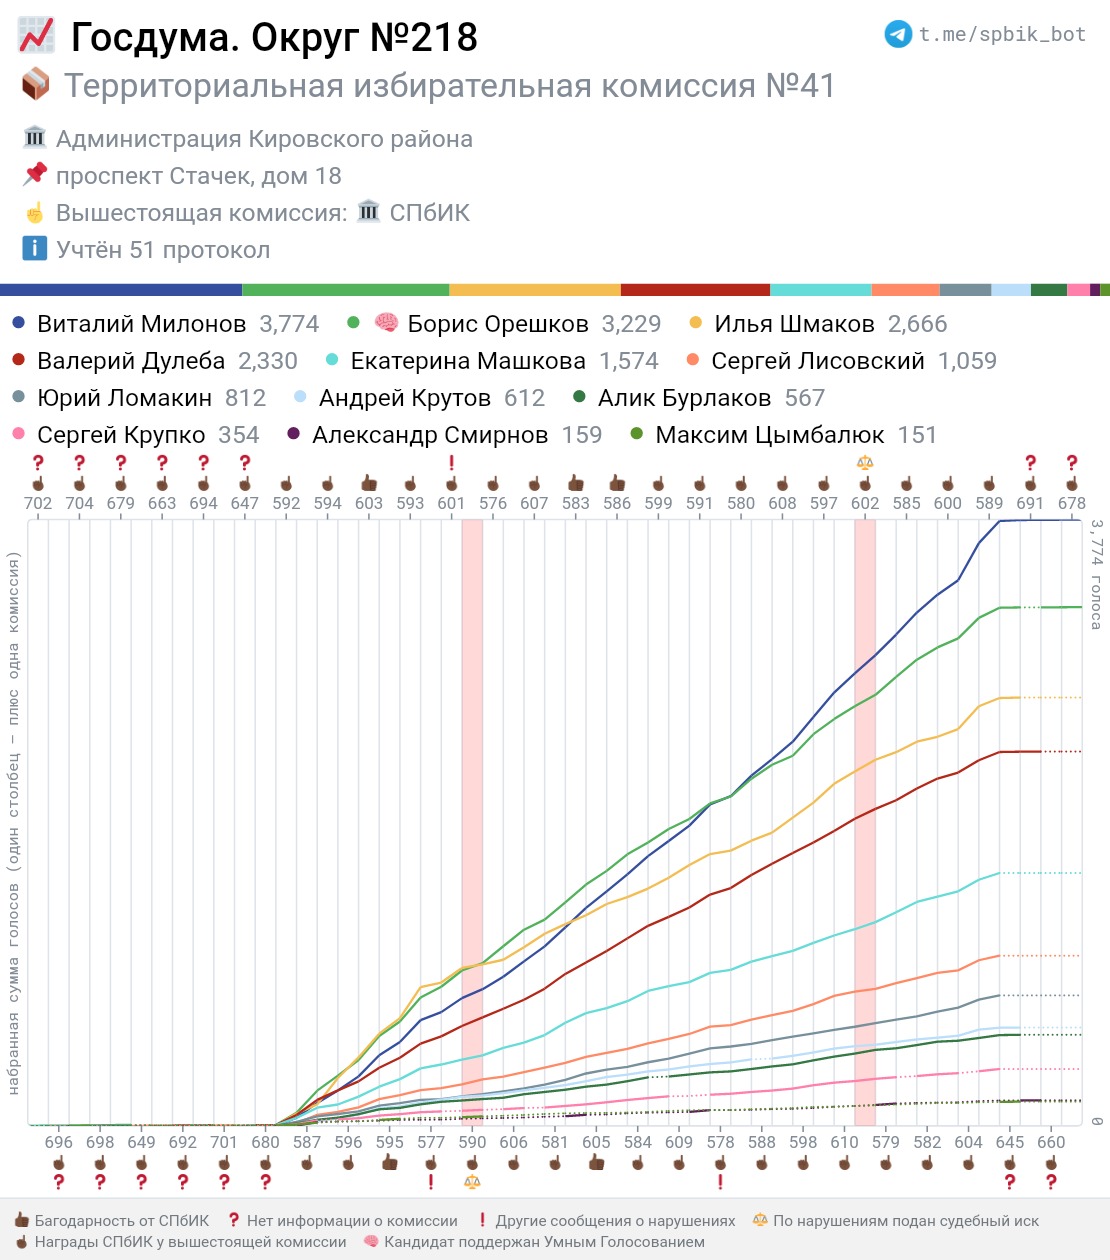 Госдума. Округ №218
t.me/spbik_bot
Территориальная избирательная комиссия №41
Администрация Кировского района
проспект Стачек, дом 18
Вышестоящая комиссия: СПбИК
Учтён 51 протокол
Виталий Милонов 3,774 Борис Орешков 3,229 Илья Шмаков 2,666
Валерий Дулеба 2,330 Екатерина Машкова 1,574 Сергей Лисовский 1,059
Юрий Ломакин 812 Андрей Крутов 612 Алик Бурлаков 567
Сергей Крупко 354 Александр Смирнов 159 Максим Цымбалюк 151
702 704 679 663 694 647 592 594 603 593 601 576 607 583 586 599 591 580 608 597 602 585 600 589 691 678
набранная сумма голосов (один столбец — плюс одна комиссия)
3,774 голоса
0
696 698 649 692 701 680 587 596 595 577 590 606 581 605 584 609 578 588 598 610 579 582 604 645 660
Багодарность от СПбИК Нет информации о комиссии Другие сообщения о нарушениях По нарушениям подан судебный иск
Награды СПбИК у вышестоящей комиссии Кандидат поддержан Умным Голосованием